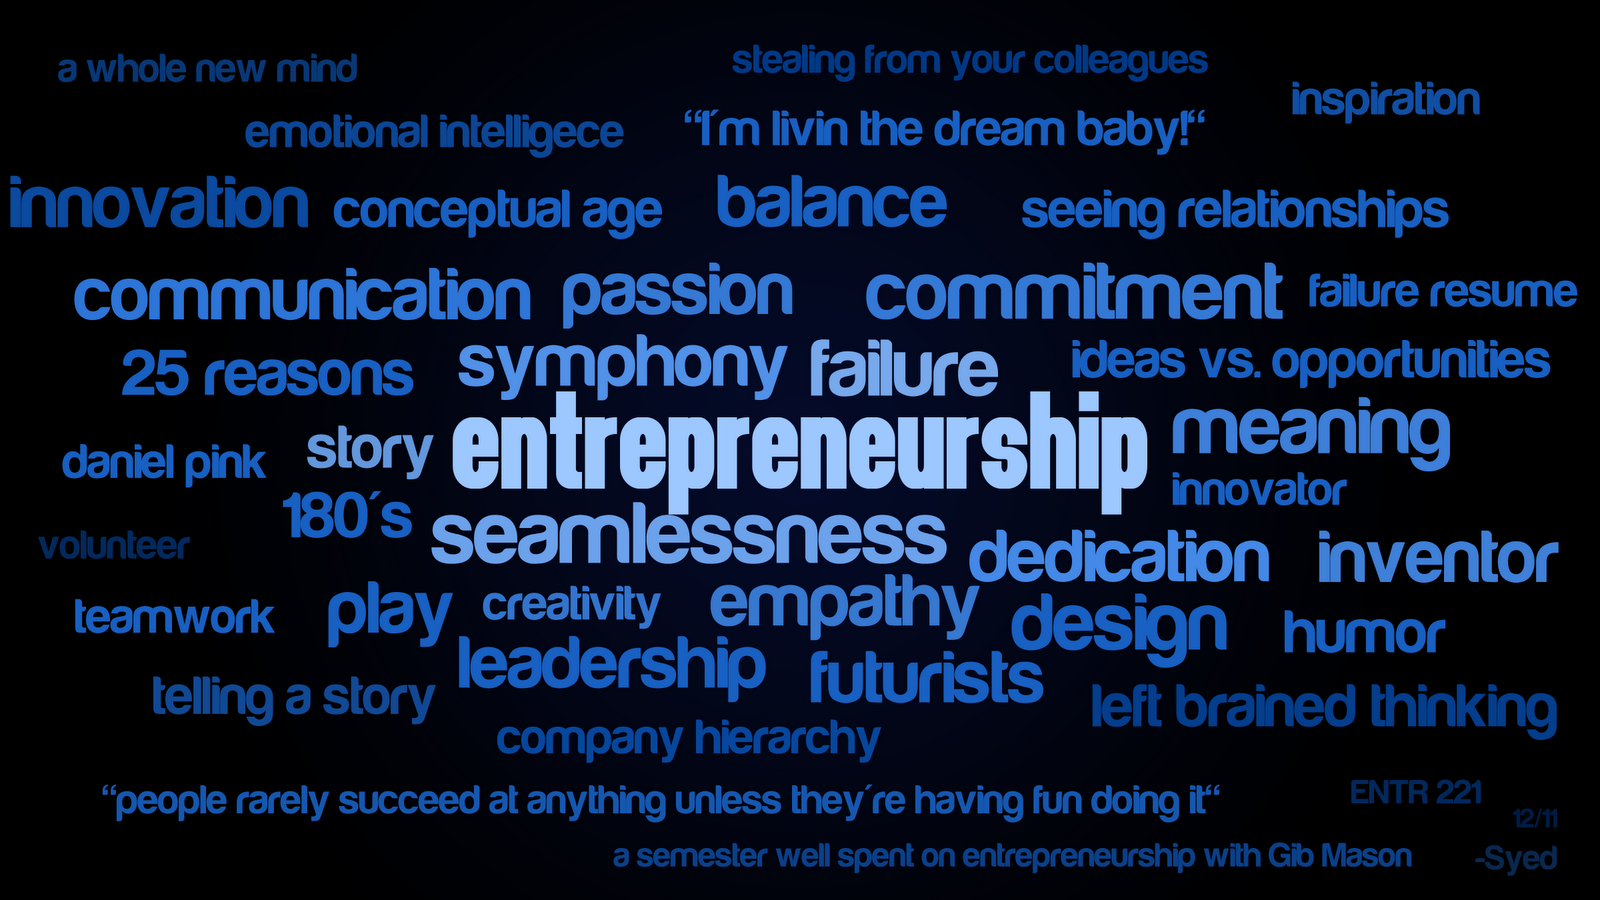 a whole new mind
stealing from your colleagues
inspiration
emotional intelligece
“I´m livin the dream baby!“
innovation
conceptual age
balance
seeing relationships
communication
passion
commitment
failure resume
25 reasons
symphony
failure
ideas vs. opportunities
daniel pink
story
entrepreneurship
meaning
innovator
180´s
volunteer
seamlessness
dedication
inventor
teamwork
play
creativity
empathy
design
humor
telling a story
leadership
futurists
left brained thinking
company hierarchy
“people rarely succeed at anything unless they´re having fun doing it“
ENTR 221
12/11
a semester well spent on entrepreneurship with Gib Mason
-Syed